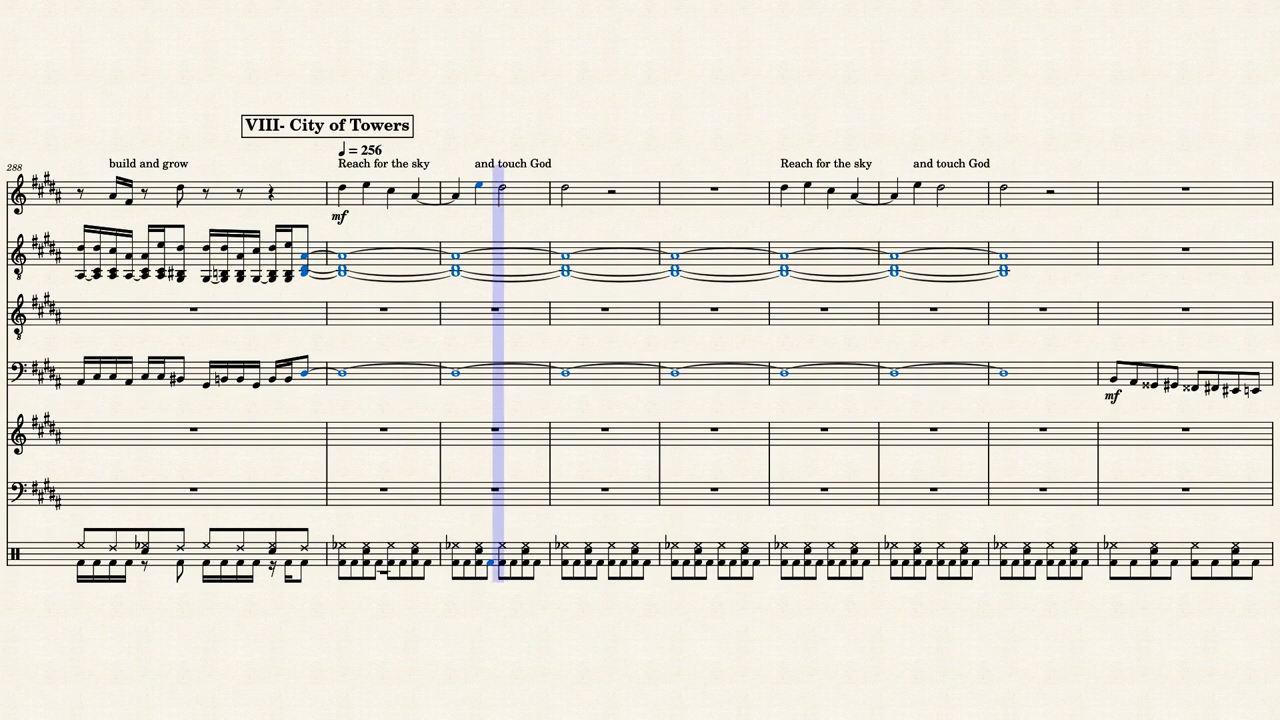 VIII- City of Towers
♩ = 256
288
build and grow Reach for the sky and touch God Reach for the sky and touch God
mf
mf